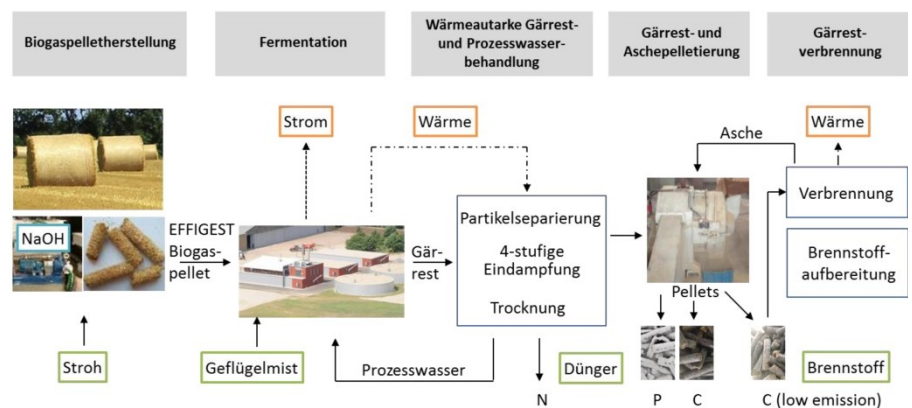 Biogaspelletherstellung
Fermentation
Wärmeautarke Gärrest-
und Prozesswasser-
behandlung
Gärrest- und
Aschepelletierung
Gärrest-
verbrennung
Strom
Wärme
Wärme
Asche
NaOH
EFFIGEST
Biogas-
pellet
Gär-
rest
Partikelseparierung
4-stufige
Eindampfung
Trocknung
Verbrennung
Brennstoff-
aufbereitung
Pellets
Stroh
Geflügelmist
Prozesswasser
Dünger
Brennstoff
N
P
C
C (low emission)